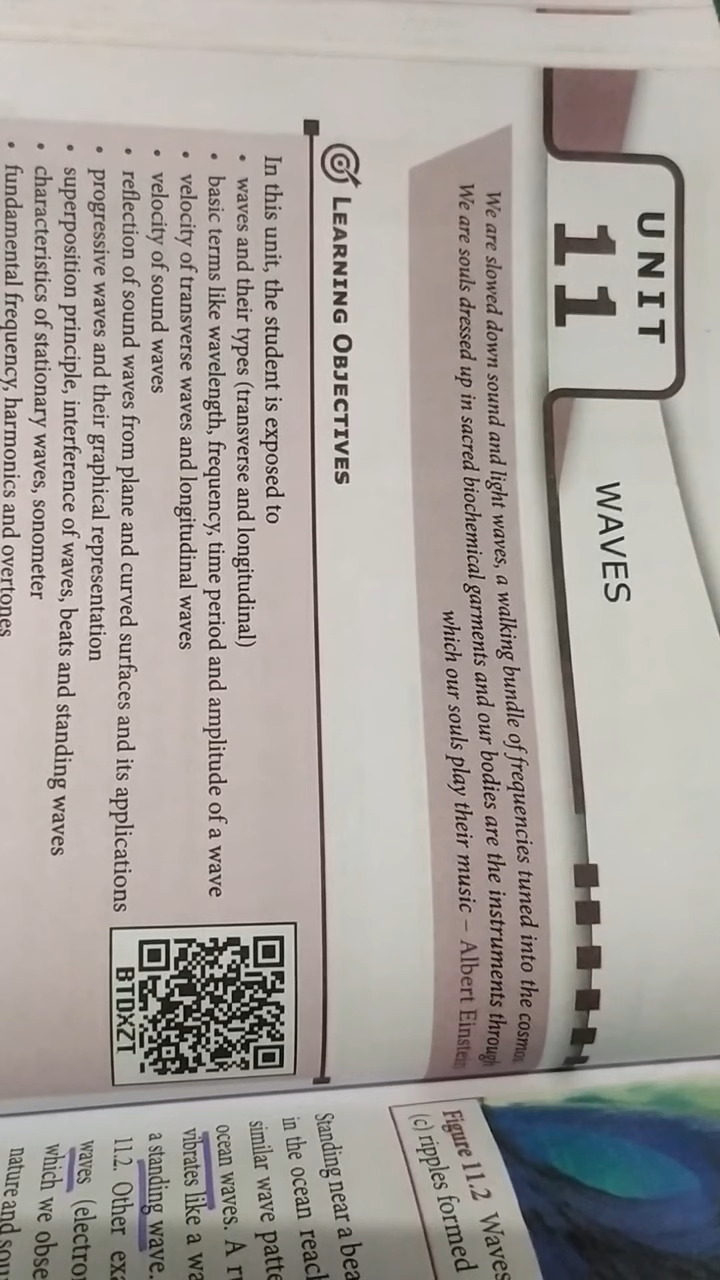 UNIT
11
WAVES
We are slowed down sound and light waves, a walking bundle of frequencies tuned into the cosmos
We are souls dressed up in sacred biochemical garments and our bodies are the instruments through
which our souls play their music – Albert Einstein
LEARNING OBJECTIVES
In this unit, the student is exposed to
• waves and their types (transverse and longitudinal)
• basic terms like wavelength, frequency, time period and amplitude of a wave
• velocity of transverse waves and longitudinal waves
• velocity of sound waves
• reflection of sound waves from plane and curved surfaces and its applications
• progressive waves and their graphical representation
• superposition principle, interference of waves, beats and standing waves
• characteristics of stationary waves, sonometer
• fundamental frequency, harmonics and overtones
BTDXZT
Figure 11.2 Waves
(c) ripples formed
Standing near a bea
in the ocean reach
similar wave patte
ocean waves. A ru
vibrates like a wa
a standing wave.
11.2. Other exa
waves (electro
which we obse
nature and sou